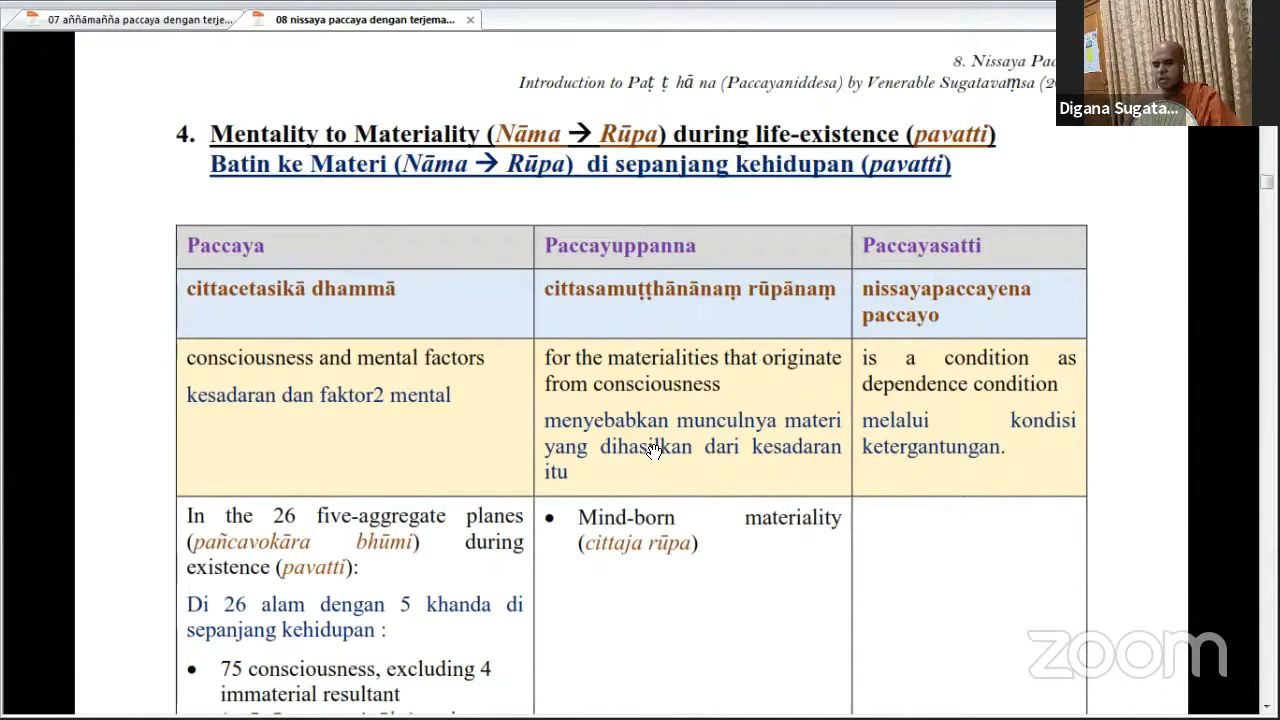 07 aññāmañña paccaya dengan terje...
08 nissaya paccaya dengan terjema...
8. Nissaya Pac
Introduction to Paṭ ṭ hā na (Paccayaniddesa) by Venerable Sugatavaṃsa (20
Digana Sugata...
4. Mentality to Materiality (Nāma → Rūpa) during life-existence (pavatti)
Batin ke Materi (Nāma → Rūpa) di sepanjang kehidupan (pavatti)
Paccaya
Paccayuppanna
Paccayasatti
cittacetasikā dhammā
cittasamuṭṭhānānaṃ rūpānaṃ
nissayapaccayena
paccayo
consciousness and mental factors
kesadaran dan faktor2 mental
for the materialities that originate
from consciousness
menyebabkan munculnya materi
yang dihasilkan dari kesadaran
itu
is a condition as
dependence condition
melalui kondisi
ketergantungan.
In the 26 five-aggregate planes
(pañcavokāra bhūmi) during
existence (pavatti):
Di 26 alam dengan 5 khanda di
sepanjang kehidupan :
• 75 consciousness, excluding 4
immaterial resultant
• Mind-born materiality
(cittaja rūpa)
zoom